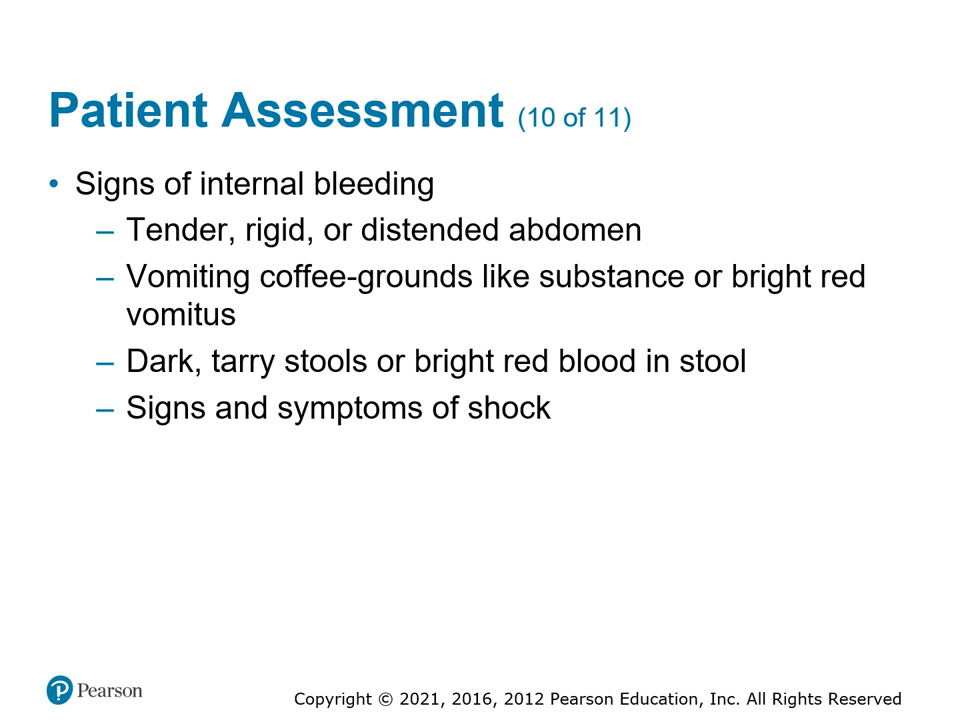 Patient Assessment (10 of 11)
• Signs of internal bleeding
– Tender, rigid, or distended abdomen
– Vomiting coffee-grounds like substance or bright red
vomitus
– Dark, tarry stools or bright red blood in stool
– Signs and symptoms of shock
Pearson
Copyright © 2021, 2016, 2012 Pearson Education, Inc. All Rights Reserved